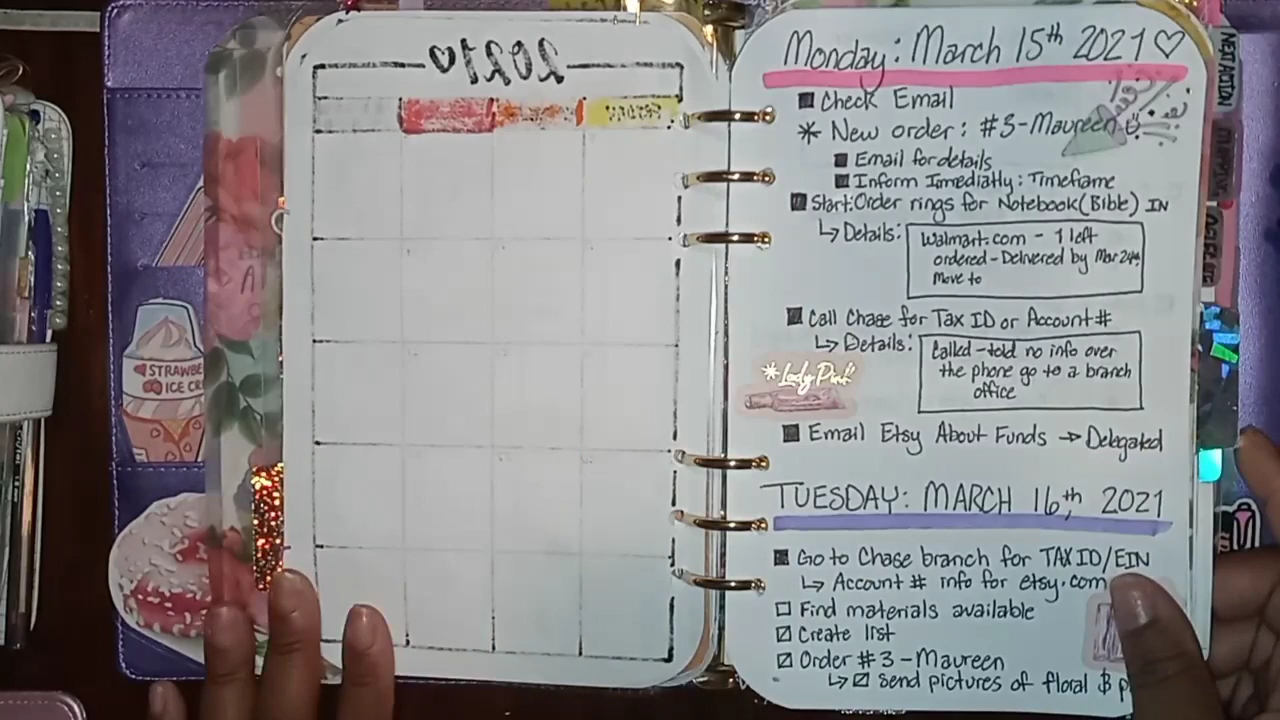 2021♡
Monday: March 15th 2021♡
■ Check Email
* New order: #3-Maureen
■ Email for details
■ Inform Imediatly: Timeframe
■ Start: Order rings for Notebook (Bible) IN
↳ Details:
Walmart.com - 1 left
ordered - Delivered by Mar 24th
Move to
■ Call Chase for Tax ID or Account #
↳ Details:
Called - told no info over
the phone go to a branch
office
*Lady Pink
■ Email Etsy About Funds → Delegated
TUESDAY: MARCH 16th, 2021
■ Go to Chase branch for TAX ID/EIN
↳ Account # info for etsy.com
☐ Find materials available
☑ Create list
☑ Order #3 - Maureen
↳ ☑ Send pictures of floral $ p
STRAWBE
ICE CR
NEXT ACTION